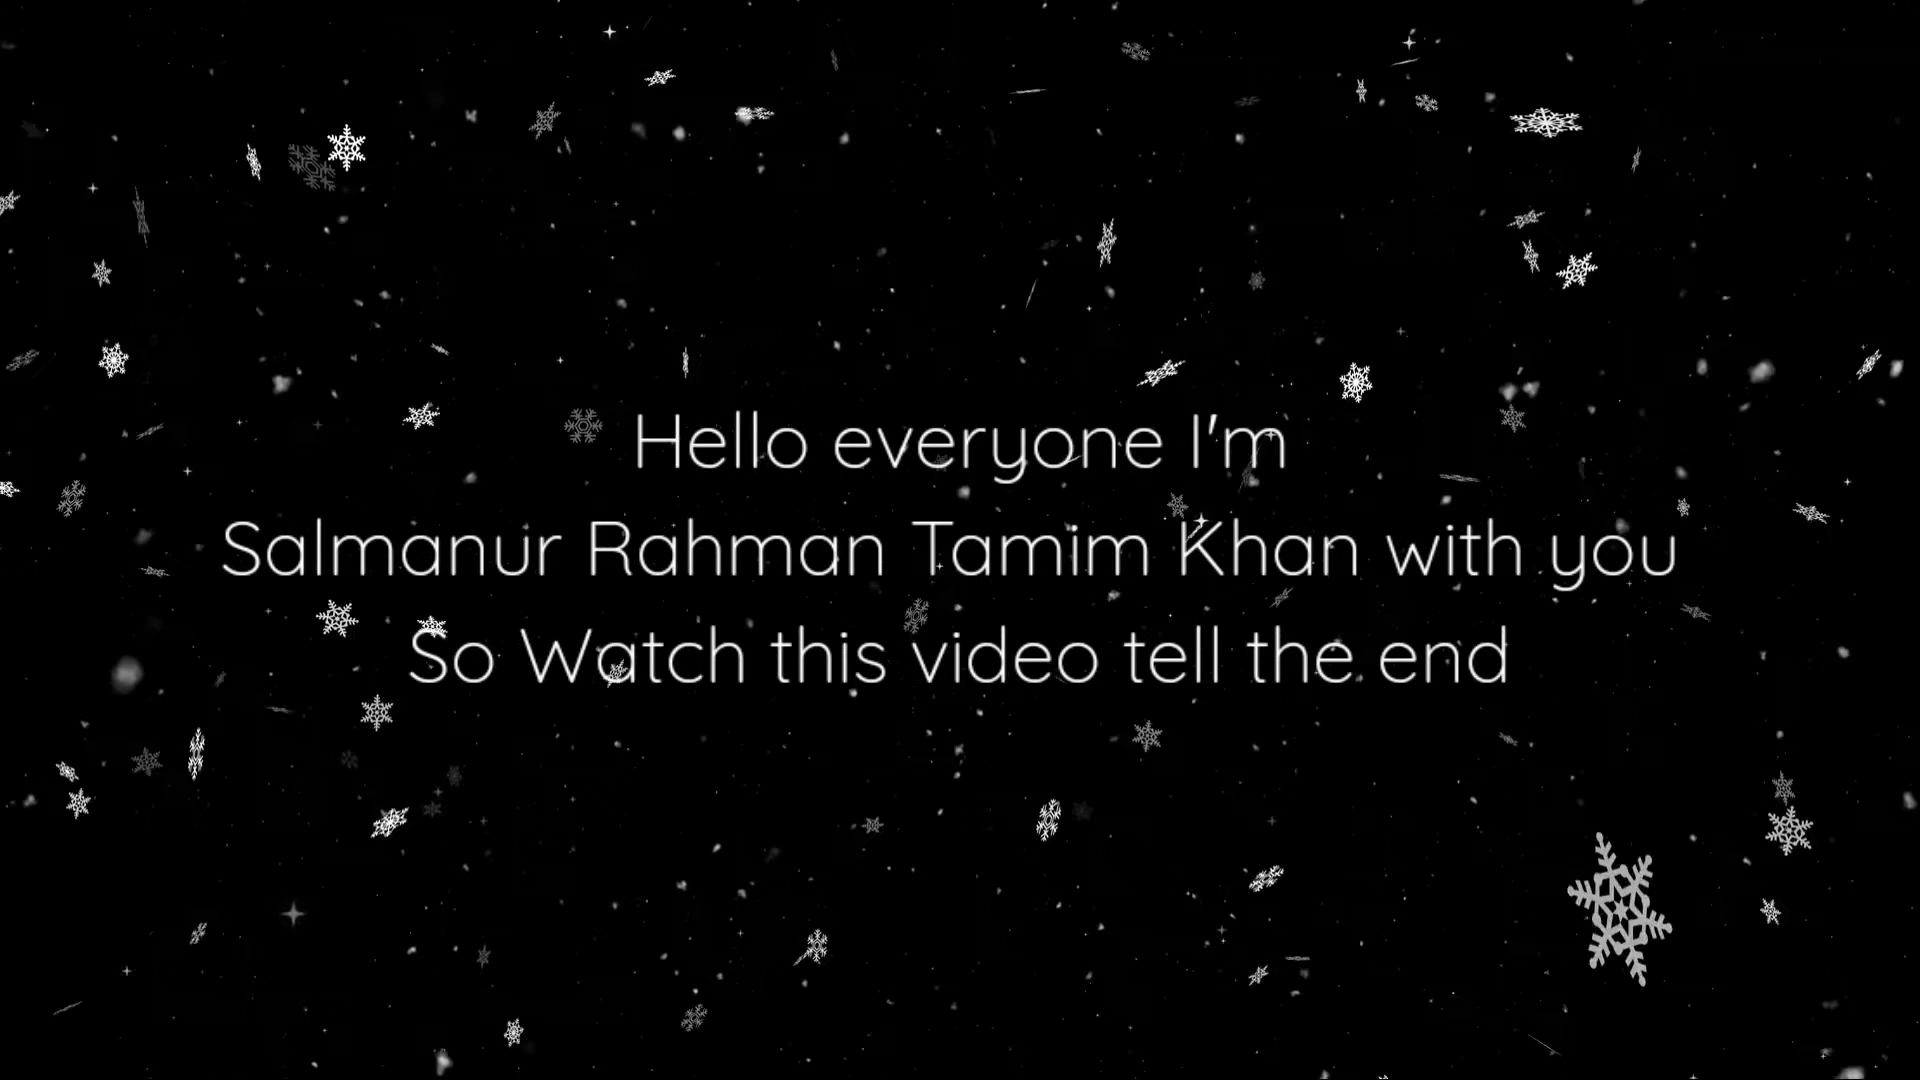 Hello everyone I'm
Salmanur Rahman Tamim Khan with you
So Watch this video tell the end